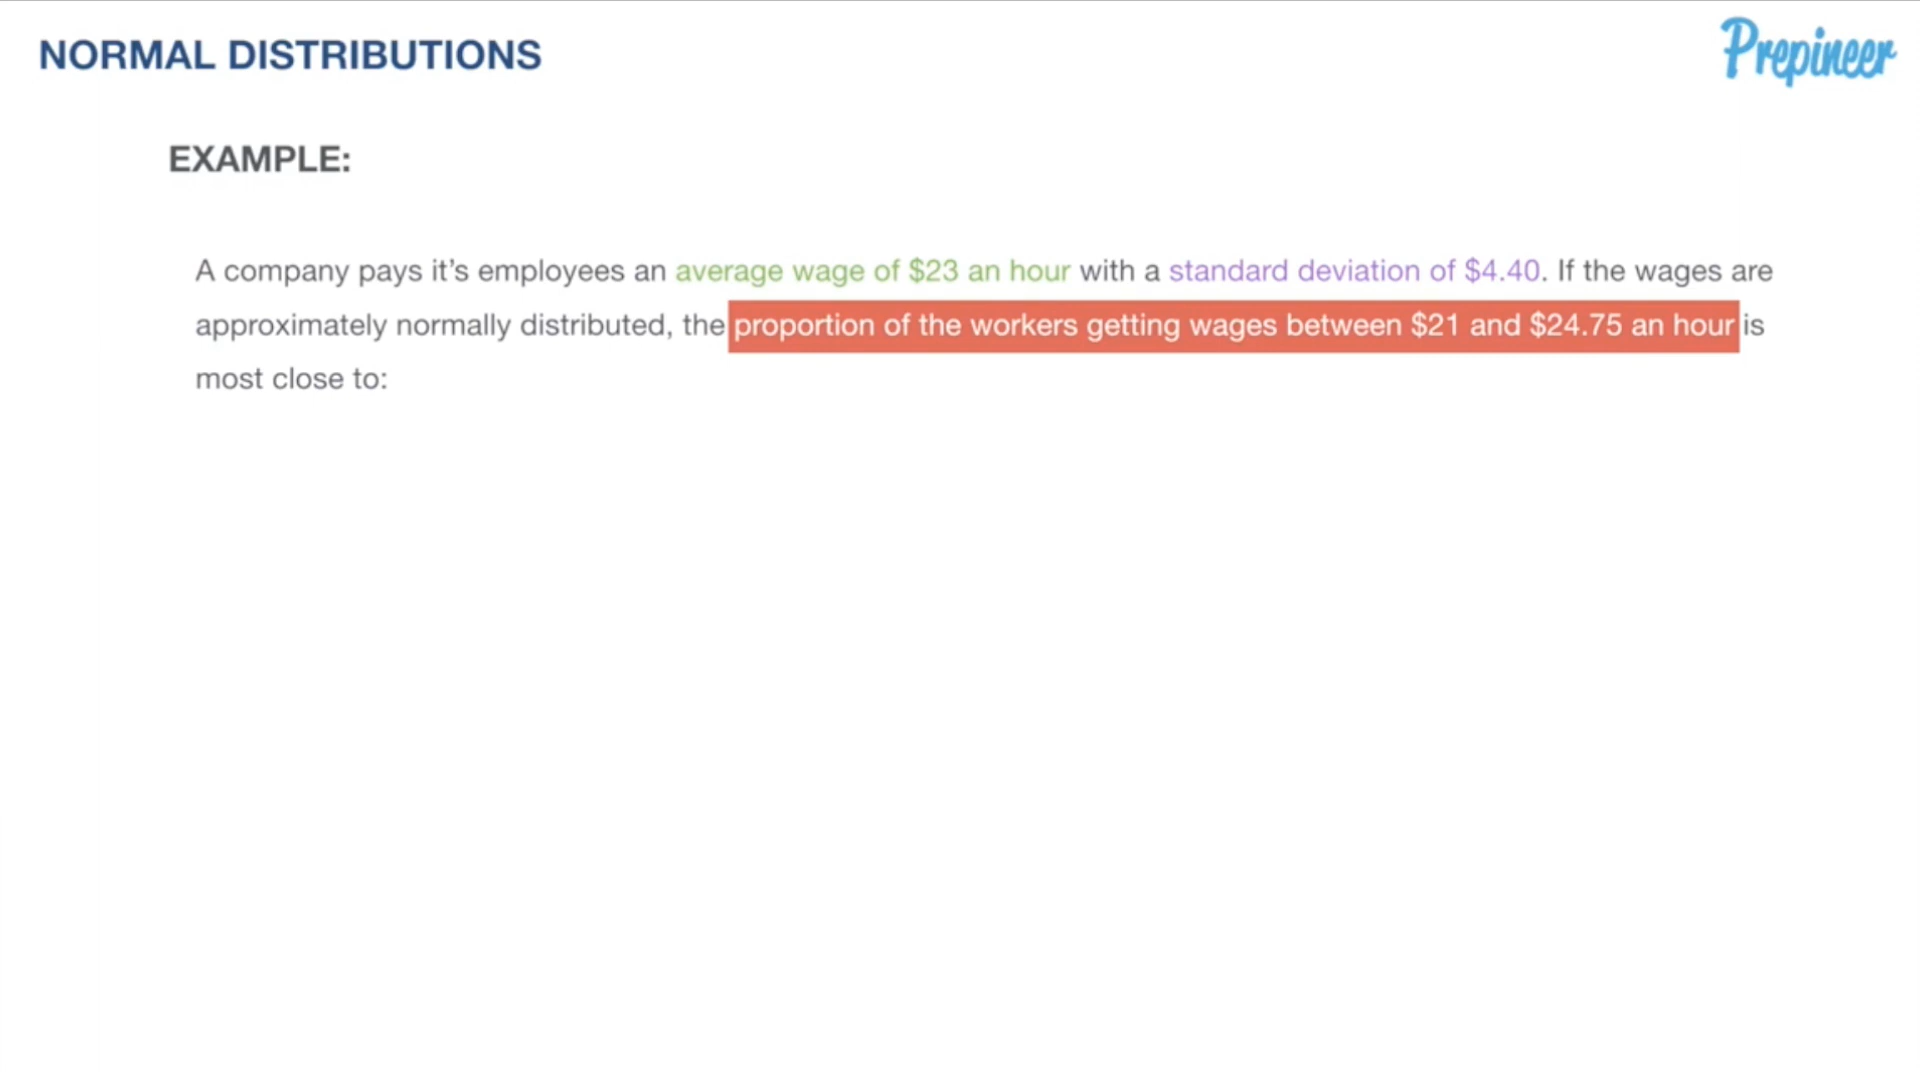 NORMAL DISTRIBUTIONS
Prepineer
EXAMPLE:
A company pays it’s employees an average wage of $23 an hour with a standard deviation of $4.40. If the wages are
approximately normally distributed, the proportion of the workers getting wages between $21 and $24.75 an hour is
most close to: